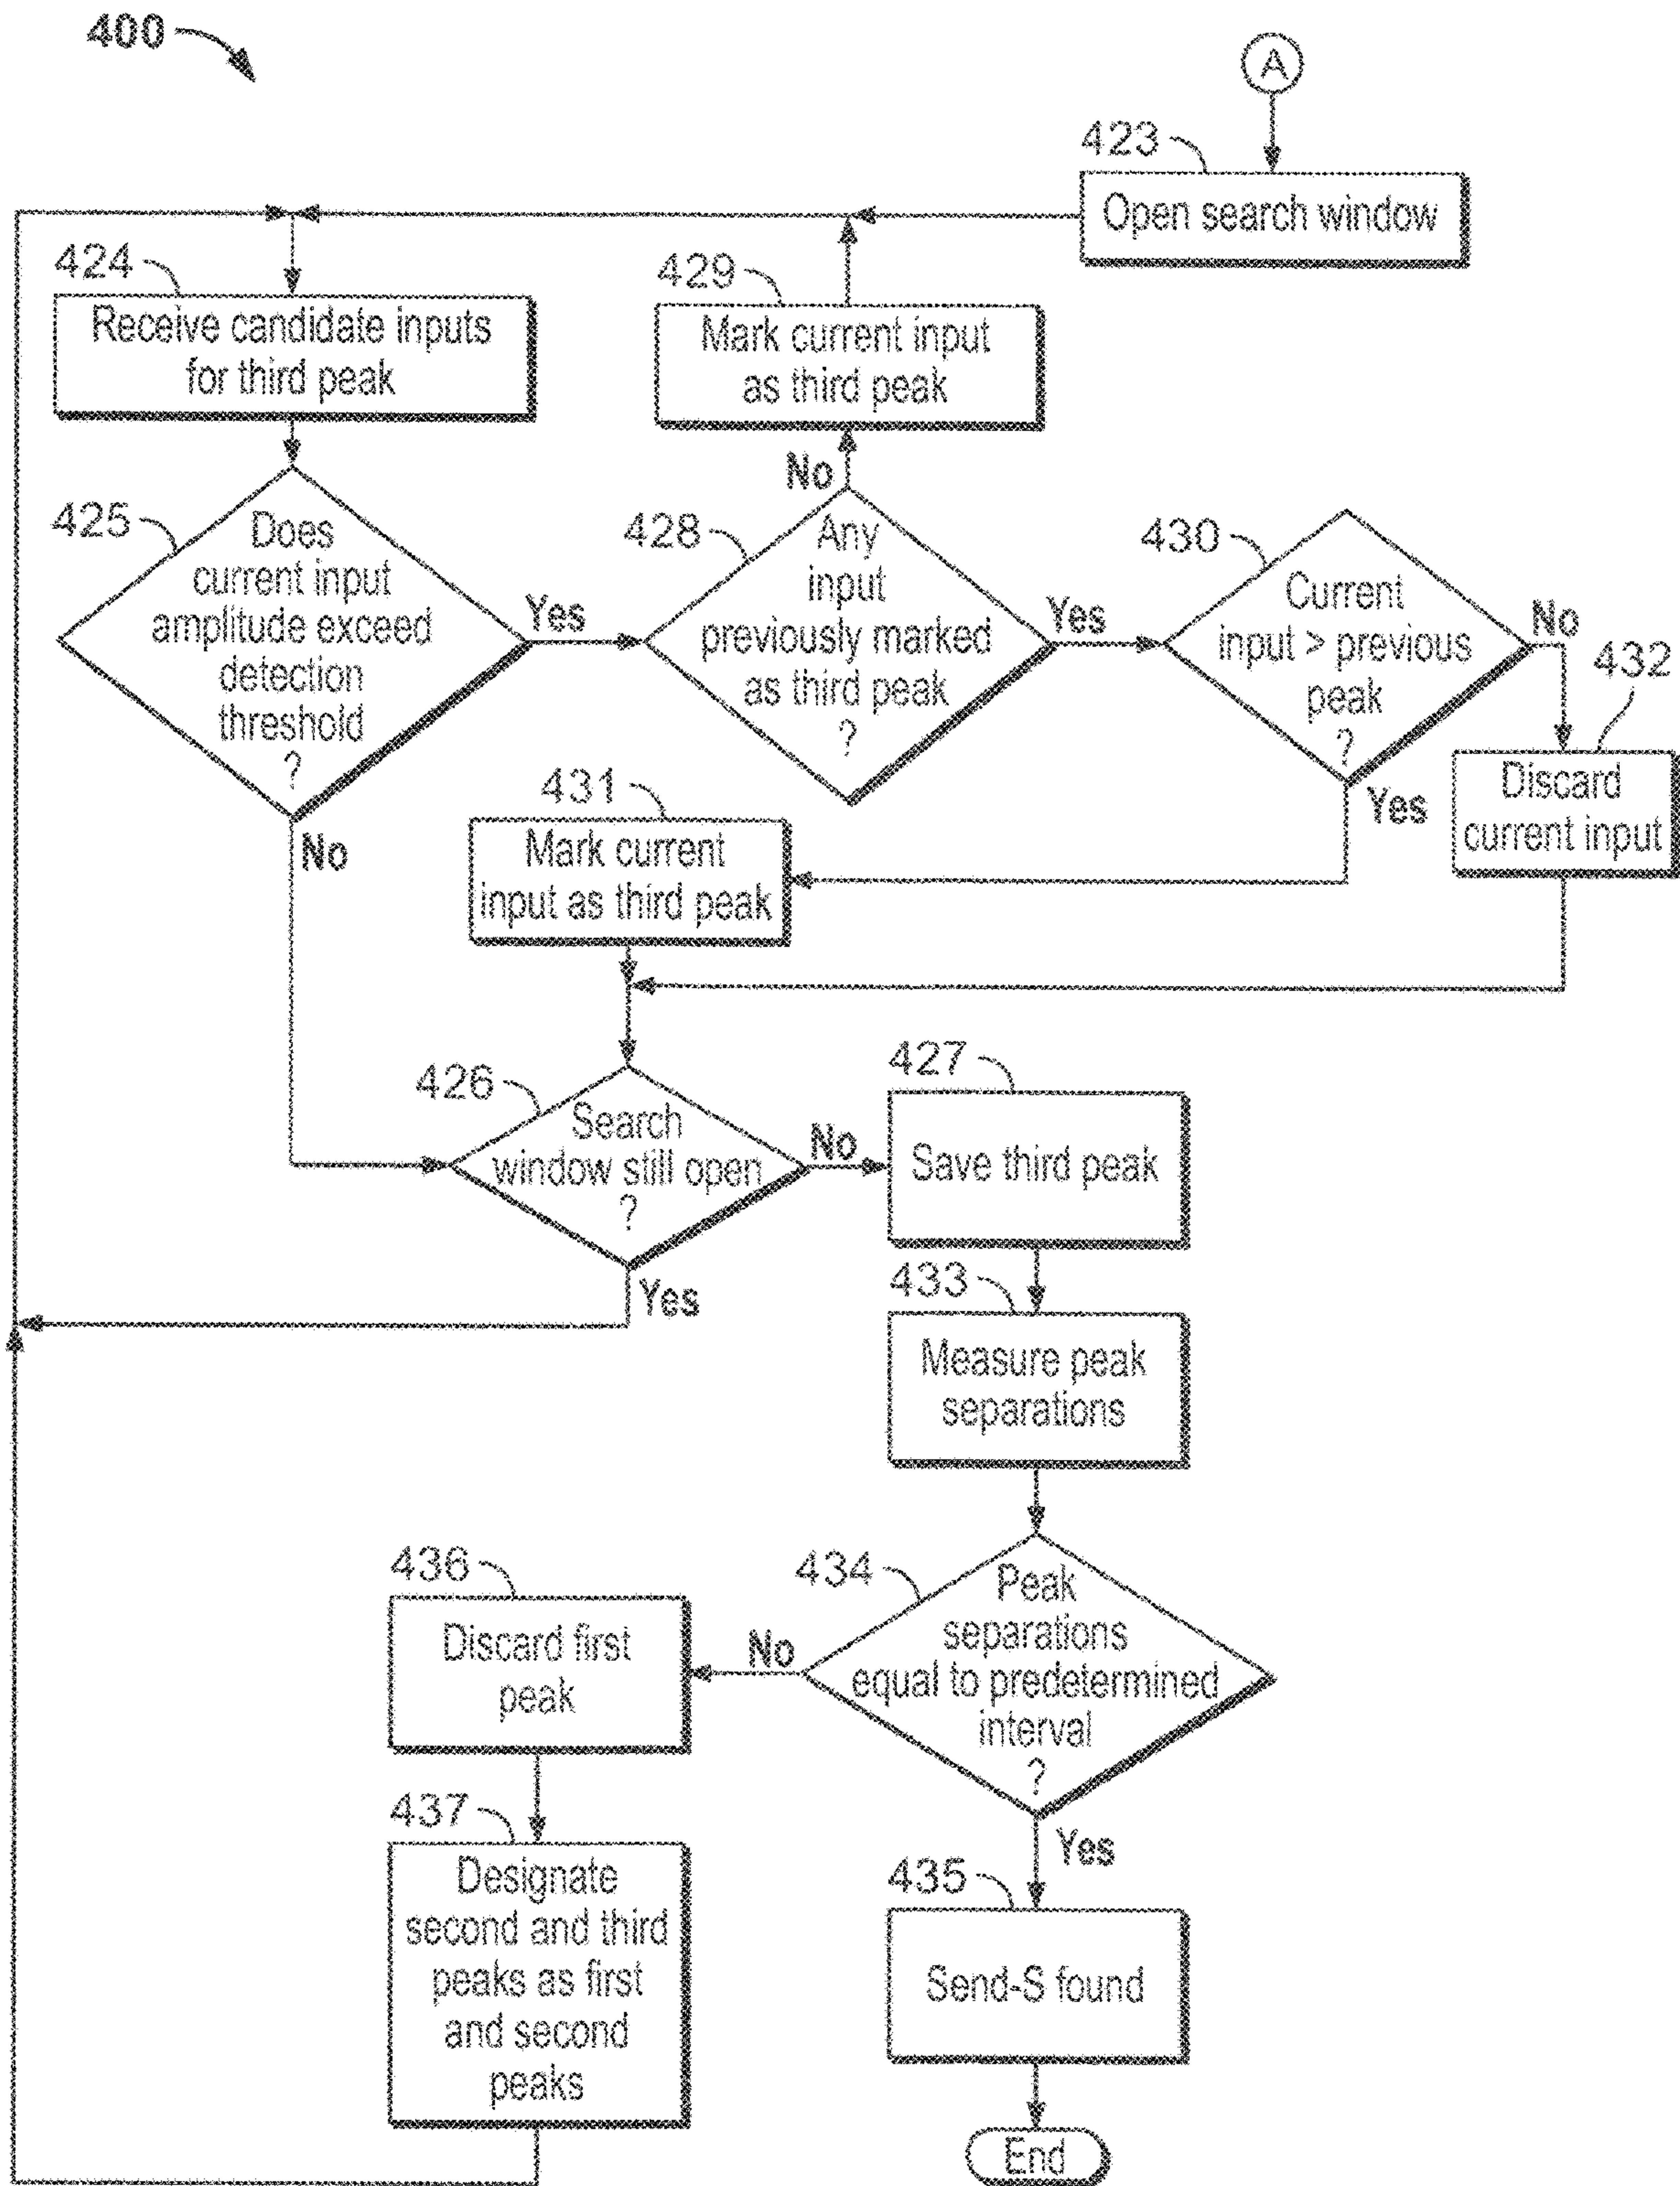 400
A
423
Open search window
424
Receive candidate inputs
for third peak
429
Mark current input
as third peak
425
Does
current input
amplitude exceed
detection
threshold
?
Yes
No
428
Any
input
previously marked
as third peak
?
No
Yes
430
Current
input > previous
peak
?
No
Yes
432
Discard
current input
431
Mark current
input as third peak
426
Search
window still open
?
No
Yes
427
Save third peak
433
Measure peak
separations
434
Peak
separations
equal to predetermined
interval
?
No
Yes
436
Discard first
peak
437
Designate
second and third
peaks as first
and second
peaks
435
Send-S found
End